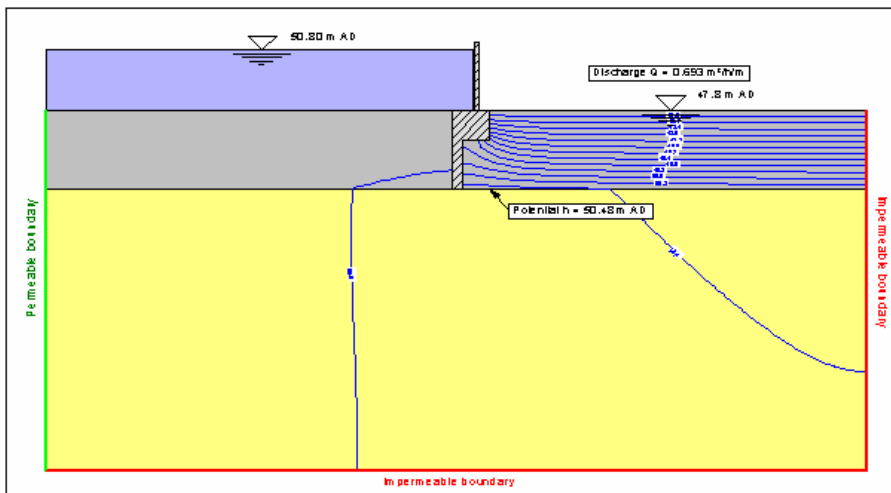 50.80 m AD
Discharge Q = 0.693 m³/h/m
47.8 m AD
Potential h = 50.48 m AD
Permeable boundary
Impermeable boundary
Impermeable boundary